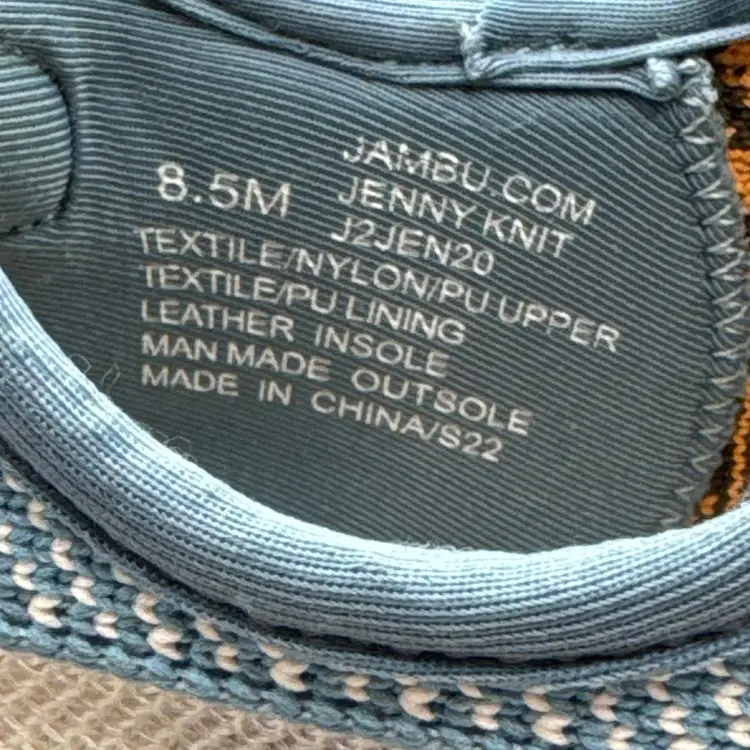 JAMBU.COM
8.5M JENNY KNIT
J2JEN20
TEXTILE/NYLON/PU UPPER
TEXTILE/PU LINING
LEATHER INSOLE
MAN MADE OUTSOLE
MADE IN CHINA/S22